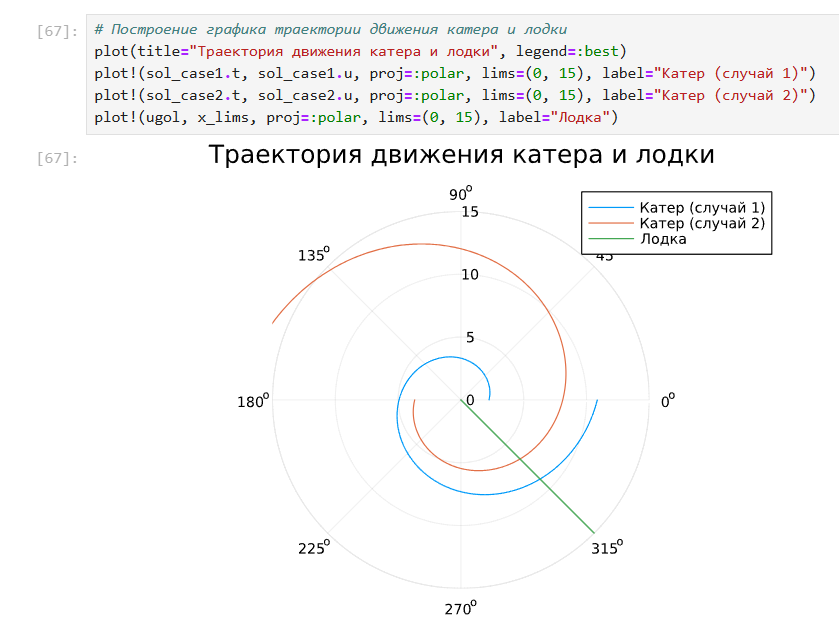 [67]: # Построение графика траектории движения катера и лодки
plot(title="Траектория движения катера и лодки", legend=:best)
plot!(sol_case1.t, sol_case1.u, proj=:polar, lims=(0, 15), label="Катер (случай 1)")
plot!(sol_case2.t, sol_case2.u, proj=:polar, lims=(0, 15), label="Катер (случай 2)")
plot!(ugol, x_lims, proj=:polar, lims=(0, 15), label="Лодка")
[67]:
Траектория движения катера и лодки
90°
15
Катер (случай 1)
Катер (случай 2)
Лодка
135°
45
10
5
180°
0
0°
225°
315°
270°